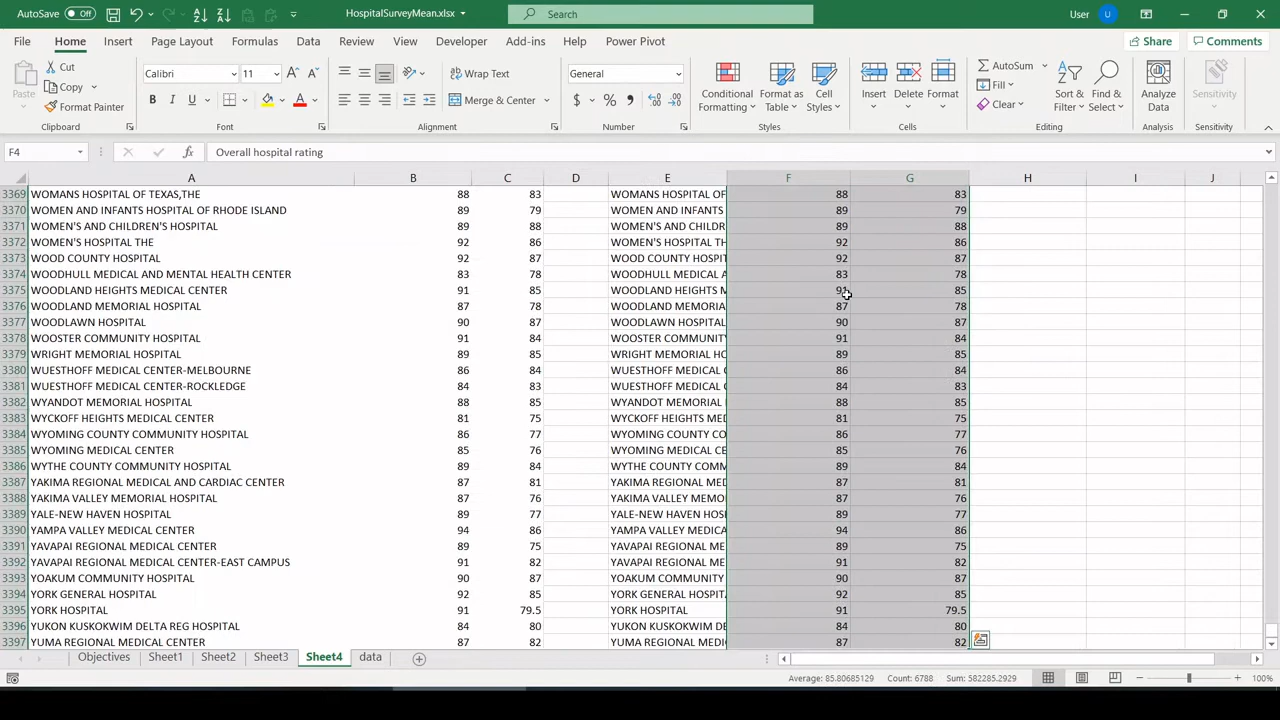 AutoSave Off HospitalSurveyMean.xlsx Search User U
File Home Insert Page Layout Formulas Data Review View Developer Add-ins Help Power Pivot Share Comments
Paste Cut Copy Format Painter Calibri 11 Wrap Text Merge & Center General Conditional Formatting Format as Table Cell Styles Insert Delete Format AutoSum Fill Clear Sort & Filter Find & Select Analyze Data Sensitivity
Clipboard Font Alignment Number Styles Cells Editing Analysis Sensitivity
F4 fx Overall hospital rating
A B C D E F G H I J
3369 WOMANS HOSPITAL OF TEXAS,THE 88 83 WOMANS HOSPITAL OF 88 83
3370 WOMEN AND INFANTS HOSPITAL OF RHODE ISLAND 89 79 WOMEN AND INFANTS 89 79
3371 WOMEN'S AND CHILDREN'S HOSPITAL 89 88 WOMEN'S AND CHILDR 89 88
3372 WOMEN'S HOSPITAL THE 92 86 WOMEN'S HOSPITAL TH 92 86
3373 WOOD COUNTY HOSPITAL 92 87 WOOD COUNTY HOSPIT 92 87
3374 WOODHULL MEDICAL AND MENTAL HEALTH CENTER 83 78 WOODHULL MEDICAL A 83 78
3375 WOODLAND HEIGHTS MEDICAL CENTER 91 85 WOODLAND HEIGHTS M 91 85
3376 WOODLAND MEMORIAL HOSPITAL 87 78 WOODLAND MEMORIA 87 78
3377 WOODLAWN HOSPITAL 90 87 WOODLAWN HOSPITAL 90 87
3378 WOOSTER COMMUNITY HOSPITAL 91 84 WOOSTER COMMUNITY 91 84
3379 WRIGHT MEMORIAL HOSPITAL 89 85 WRIGHT MEMORIAL HO 89 85
3380 WUESTHOFF MEDICAL CENTER-MELBOURNE 86 84 WUESTHOFF MEDICAL C 86 84
3381 WUESTHOFF MEDICAL CENTER-ROCKLEDGE 84 83 WUESTHOFF MEDICAL C 84 83
3382 WYANDOT MEMORIAL HOSPITAL 88 85 WYANDOT MEMORIAL 88 85
3383 WYCKOFF HEIGHTS MEDICAL CENTER 81 75 WYCKOFF HEIGHTS MED 81 75
3384 WYOMING COUNTY COMMUNITY HOSPITAL 86 77 WYOMING COUNTY CO 86 77
3385 WYOMING MEDICAL CENTER 85 76 WYOMING MEDICAL CE 85 76
3386 WYTHE COUNTY COMMUNITY HOSPITAL 89 84 WYTHE COUNTY COMM 89 84
3387 YAKIMA REGIONAL MEDICAL AND CARDIAC CENTER 87 81 YAKIMA REGIONAL MED 87 81
3388 YAKIMA VALLEY MEMORIAL HOSPITAL 87 76 YAKIMA VALLEY MEMO 87 76
3389 YALE-NEW HAVEN HOSPITAL 89 77 YALE-NEW HAVEN HOSP 89 77
3390 YAMPA VALLEY MEDICAL CENTER 94 86 YAMPA VALLEY MEDICA 94 86
3391 YAVAPAI REGIONAL MEDICAL CENTER 89 75 YAVAPAI REGIONAL ME 89 75
3392 YAVAPAI REGIONAL MEDICAL CENTER-EAST CAMPUS 91 82 YAVAPAI REGIONAL ME 91 82
3393 YOAKUM COMMUNITY HOSPITAL 90 87 YOAKUM COMMUNITY 90 87
3394 YORK GENERAL HOSPITAL 92 85 YORK GENERAL HOSPIT 92 85
3395 YORK HOSPITAL 91 79.5 YORK HOSPITAL 91 79.5
3396 YUKON KUSKOKWIM DELTA REG HOSPITAL 84 80 YUKON KUSKOKWIM DE 84 80
3397 YUMA REGIONAL MEDICAL CENTER 87 82 YUMA REGIONAL MEDI 87 82
Objectives Sheet1 Sheet2 Sheet3 Sheet4 data
Average: 85.80685129 Count: 6788 Sum: 582285.2929 100%